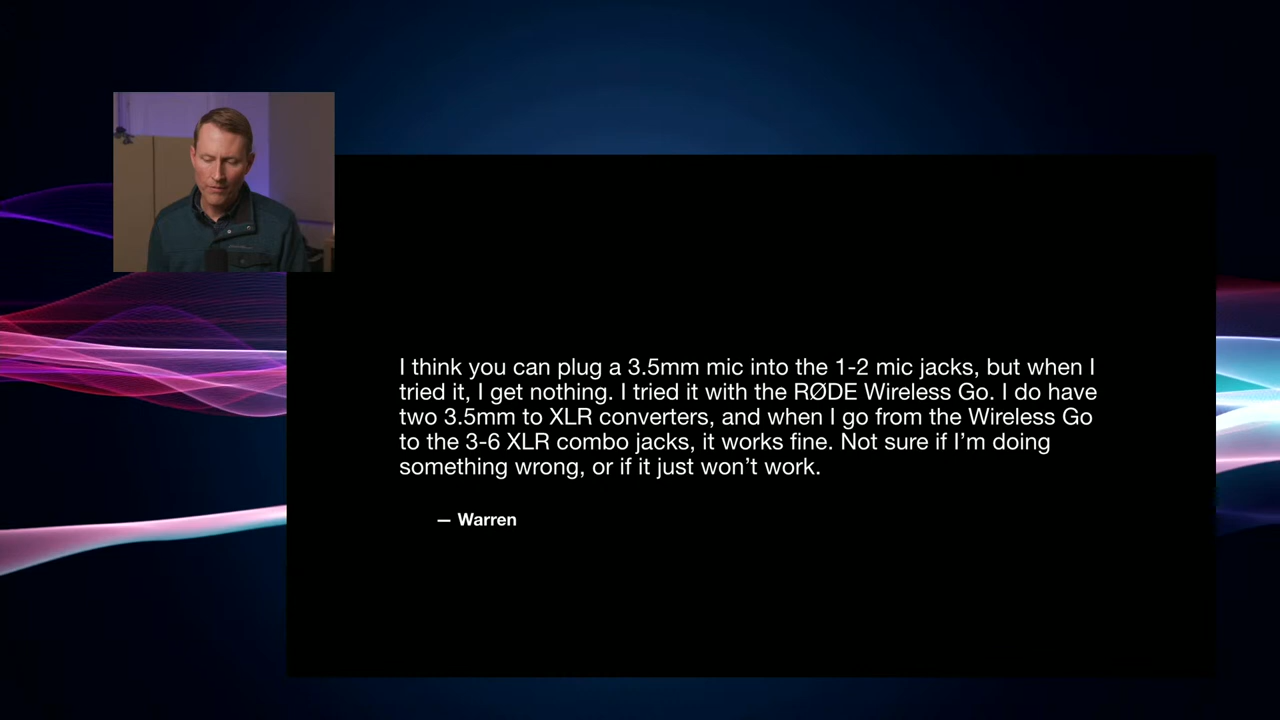 I think you can plug a 3.5mm mic into the 1-2 mic jacks, but when I
tried it, I get nothing. I tried it with the RØDE Wireless Go. I do have
two 3.5mm to XLR converters, and when I go from the Wireless Go
to the 3-6 XLR combo jacks, it works fine. Not sure if I’m doing
something wrong, or if it just won’t work.
— Warren